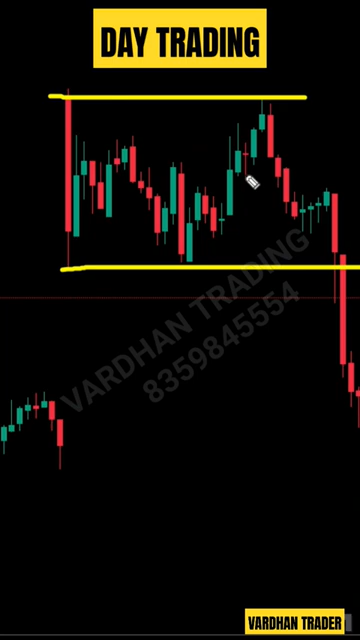 DAY TRADING
VARDHAN TRADING
8359845554
VARDHAN TRADER